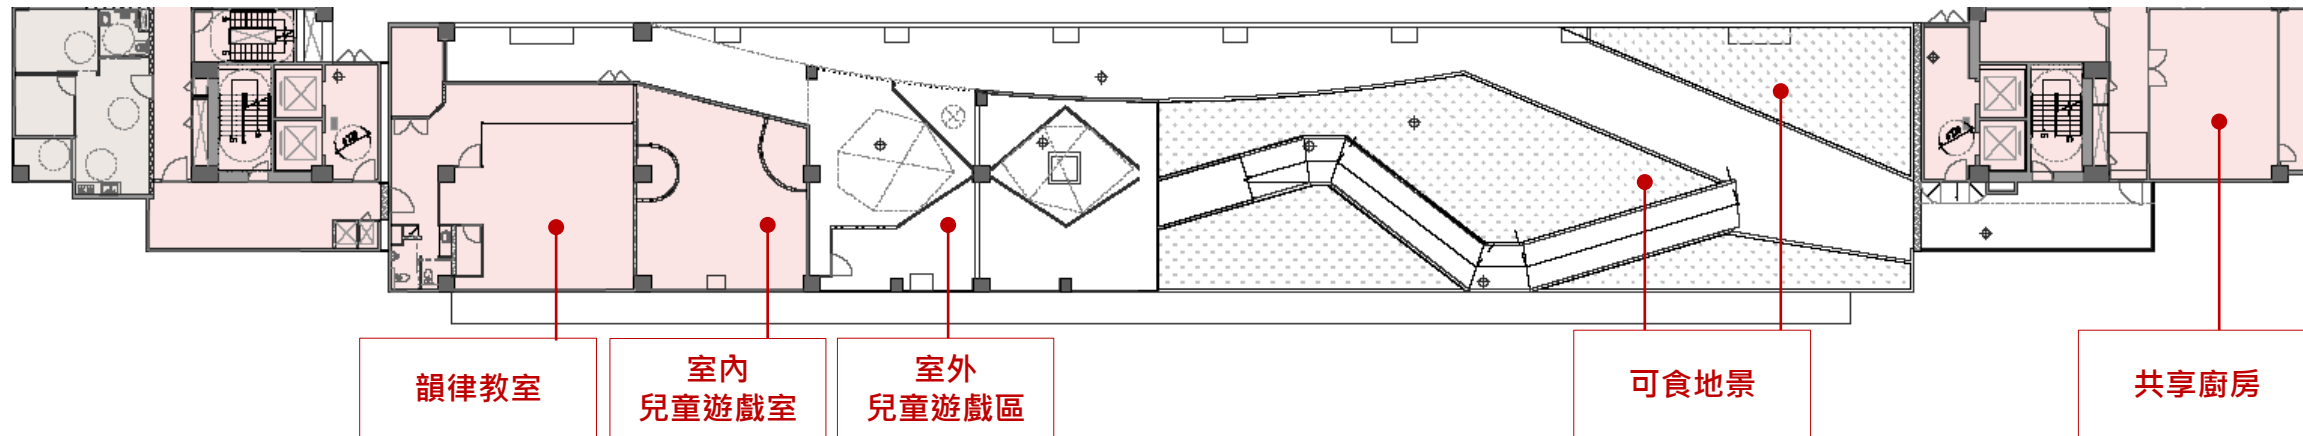 韻律教室
室內
兒童遊戲室
室外
兒童遊戲區
可食地景
共享廚房